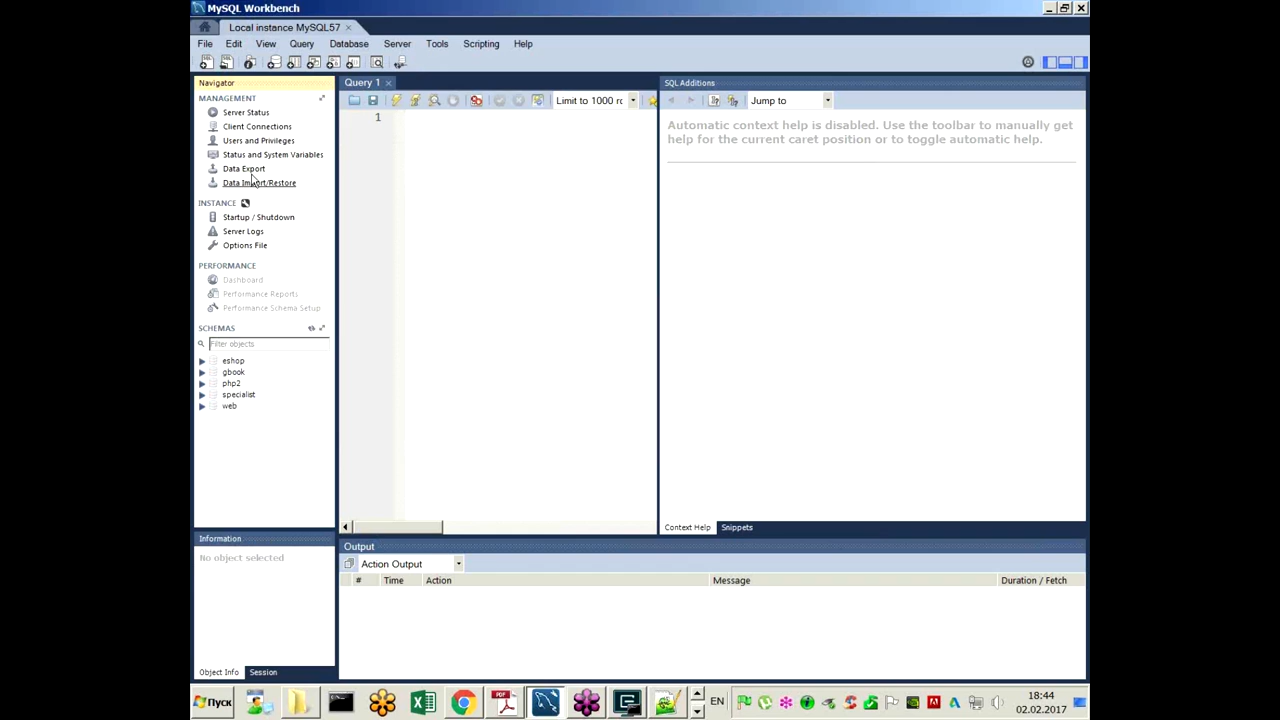 MySQL Workbench
Local instance MySQL57
File Edit View Query Database Server Tools Scripting Help
Navigator
MANAGEMENT
Server Status
Client Connections
Users and Privileges
Status and System Variables
Data Export
Data Import/Restore
INSTANCE
Startup / Shutdown
Server Logs
Options File
PERFORMANCE
Dashboard
Performance Reports
Performance Schema Setup
SCHEMAS
Filter objects
eshop
gbook
php2
specialist
web
Information
No object selected
Object Info Session
Query 1
Limit to 1000 rc
1
SQL Additions
Jump to
Automatic context help is disabled. Use the toolbar to manually get
help for the current caret position or to toggle automatic help.
Context Help Snippets
Output
Action Output
# Time Action Message Duration / Fetch
Пуск
EN
18:44
02.02.2017